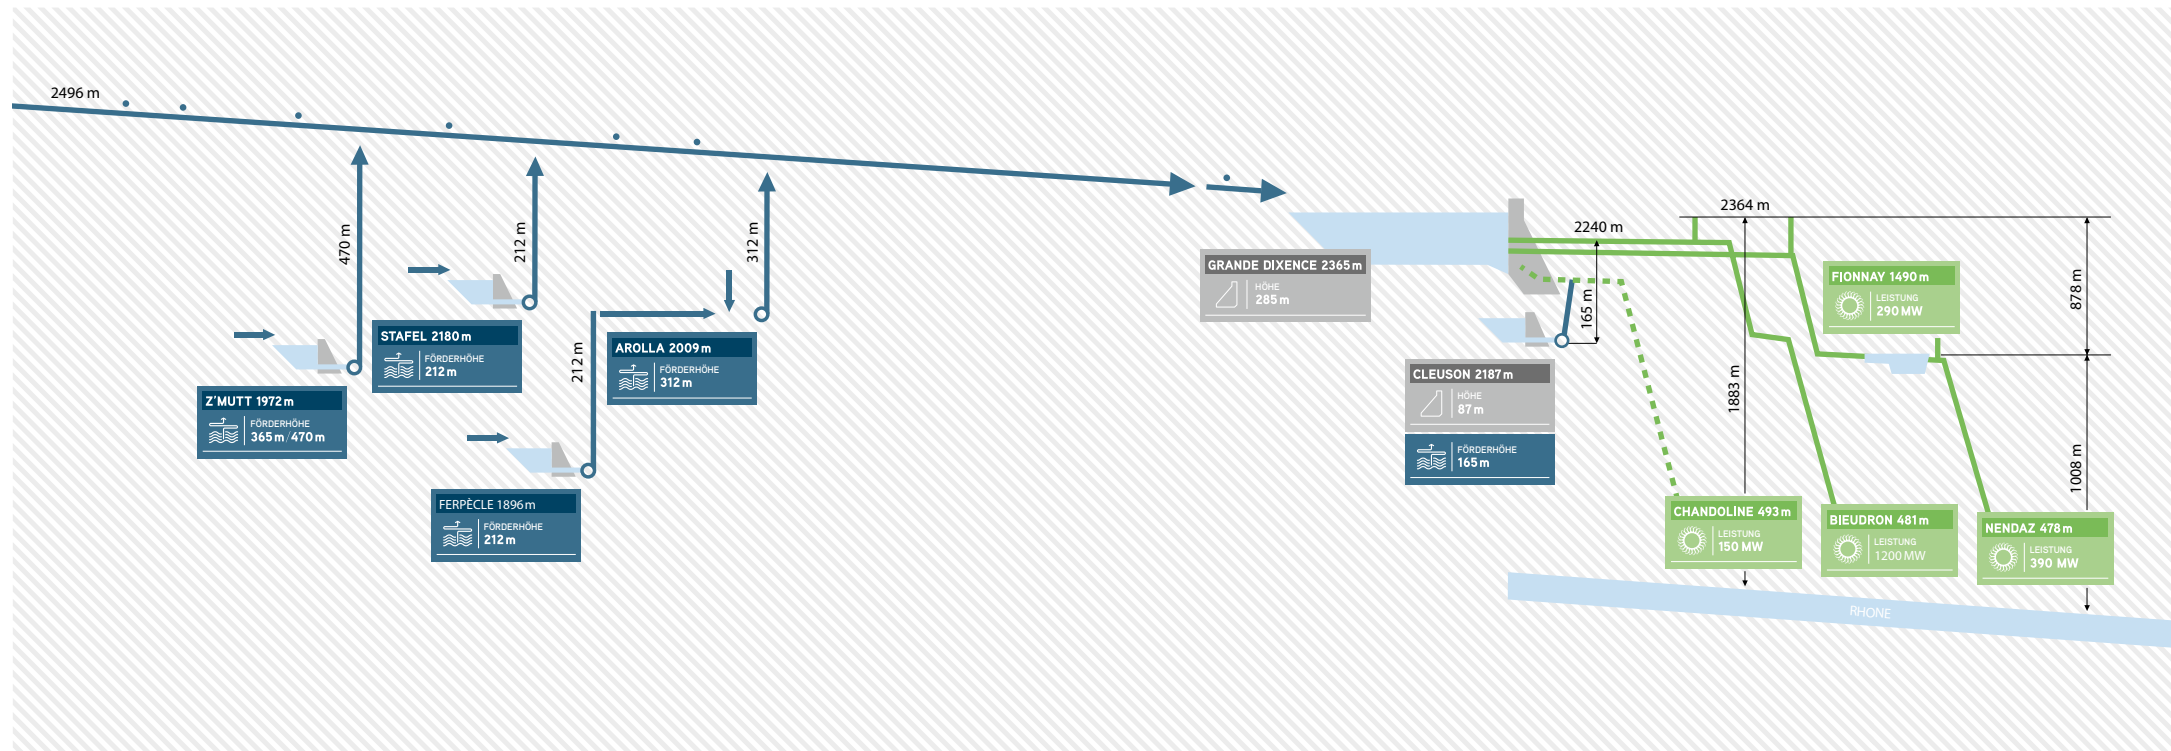 2496 m
470 m
212 m
312 m
212 m
Z'MUTT 1972 m
FÖRDERHÖHE
365 m/470 m
STAFEL 2180 m
FÖRDERHÖHE
212 m
FERPÈCLE 1896 m
FÖRDERHÖHE
212 m
AROLLA 2009 m
FÖRDERHÖHE
312 m
GRANDE DIXENCE 2365 m
HÖHE
285 m
2240 m
165 m
CLEUSON 2187 m
HÖHE
87 m
FÖRDERHÖHE
165 m
2364 m
1883 m
FIONNAY 1490 m
LEISTUNG
290 MW
878 m
1008 m
CHANDOLINE 493 m
LEISTUNG
150 MW
BIEUDRON 481 m
LEISTUNG
1200 MW
NENDAZ 478 m
LEISTUNG
390 MW
RHONE